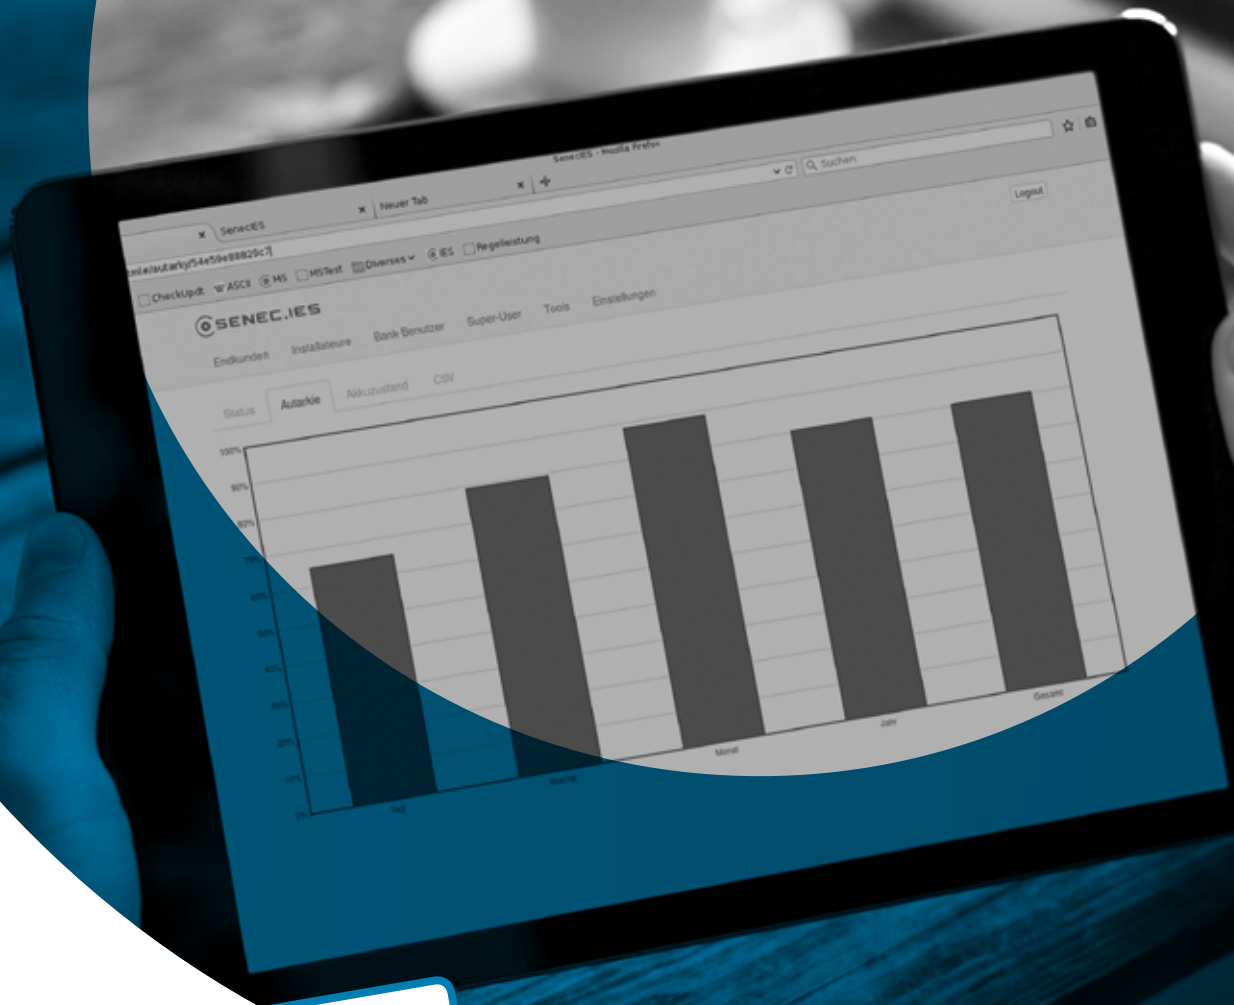 SenecIES - Mozilla Firefox
SenecIES
Neuer Tab
Suchen
CheckUpdt ASCII MS MSTest Diverses IES Regelleistung
Logout
SENEC.IES
Endkunden Installateure Bank-Benutzer Super-User Tools Einstellungen
Status Autarkie Akkuzustand CSV
100%
90%
80%
70%
60%
50%
40%
30%
20%
10%
0%
Tag Woche Monat Jahr Gesamt